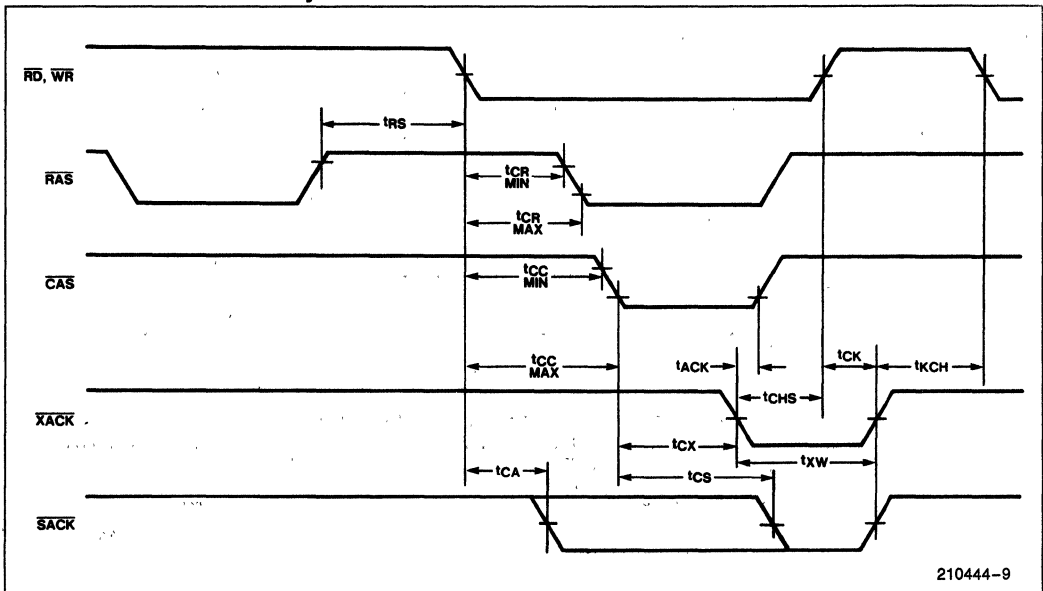 RD, WR
tRS
RAS
tCR
MIN
tCR
MAX
CAS
tCC
MIN
tCC
MAX
tACK
tCK
tKCH
tCHS
XACK
tCX
tXW
tCA
tCS
SACK
210444-9